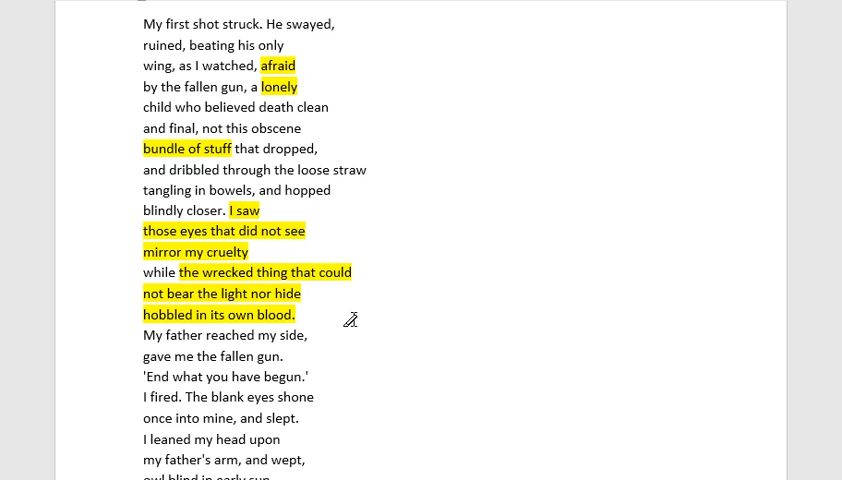 My first shot struck. He swayed,
ruined, beating his only
wing, as I watched, afraid
by the fallen gun, a lonely
child who believed death clean
and final, not this obscene
bundle of stuff that dropped,
and dribbled through the loose straw
tangling in bowels, and hopped
blindly closer. I saw
those eyes that did not see
mirror my cruelty
while the wrecked thing that could
not bear the light nor hide
hobbled in its own blood.
My father reached my side,
gave me the fallen gun.
'End what you have begun.'
I fired. The blank eyes shone
once into mine, and slept.
I leaned my head upon
my father's arm, and wept,
owl blind in early sun